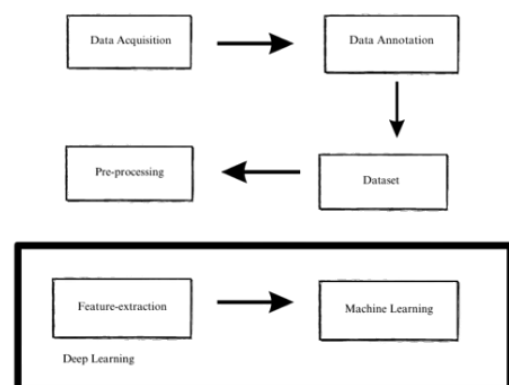 Data Acquisition
Data Annotation
Pre-processing
Dataset
Feature-extraction
Machine Learning
Deep Learning